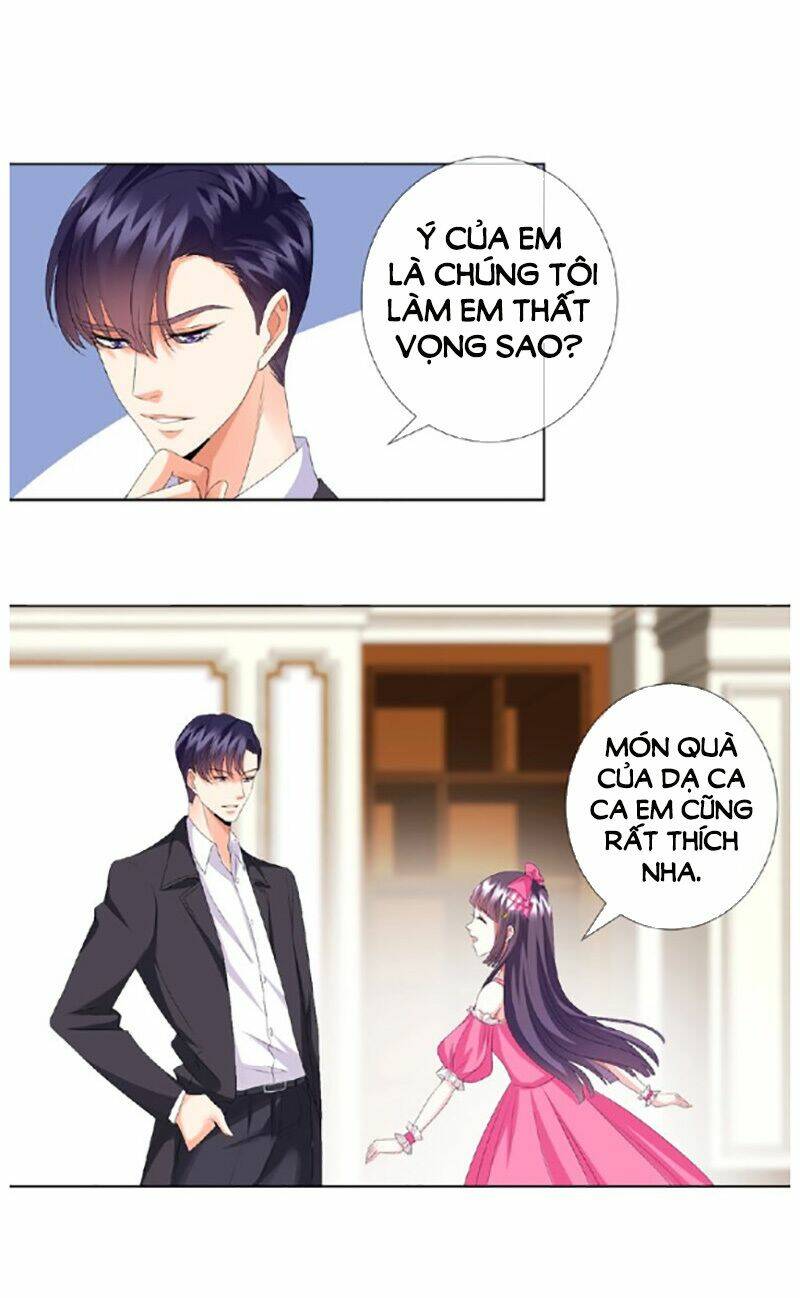 Ý CỦA EM
LÀ CHÚNG TÔI
LÀM EM THẤT
VỌNG SAO?
MÓN QUÀ
CỦA DẠ CA
CA EM CŨNG
RẤT THÍCH
NHA.